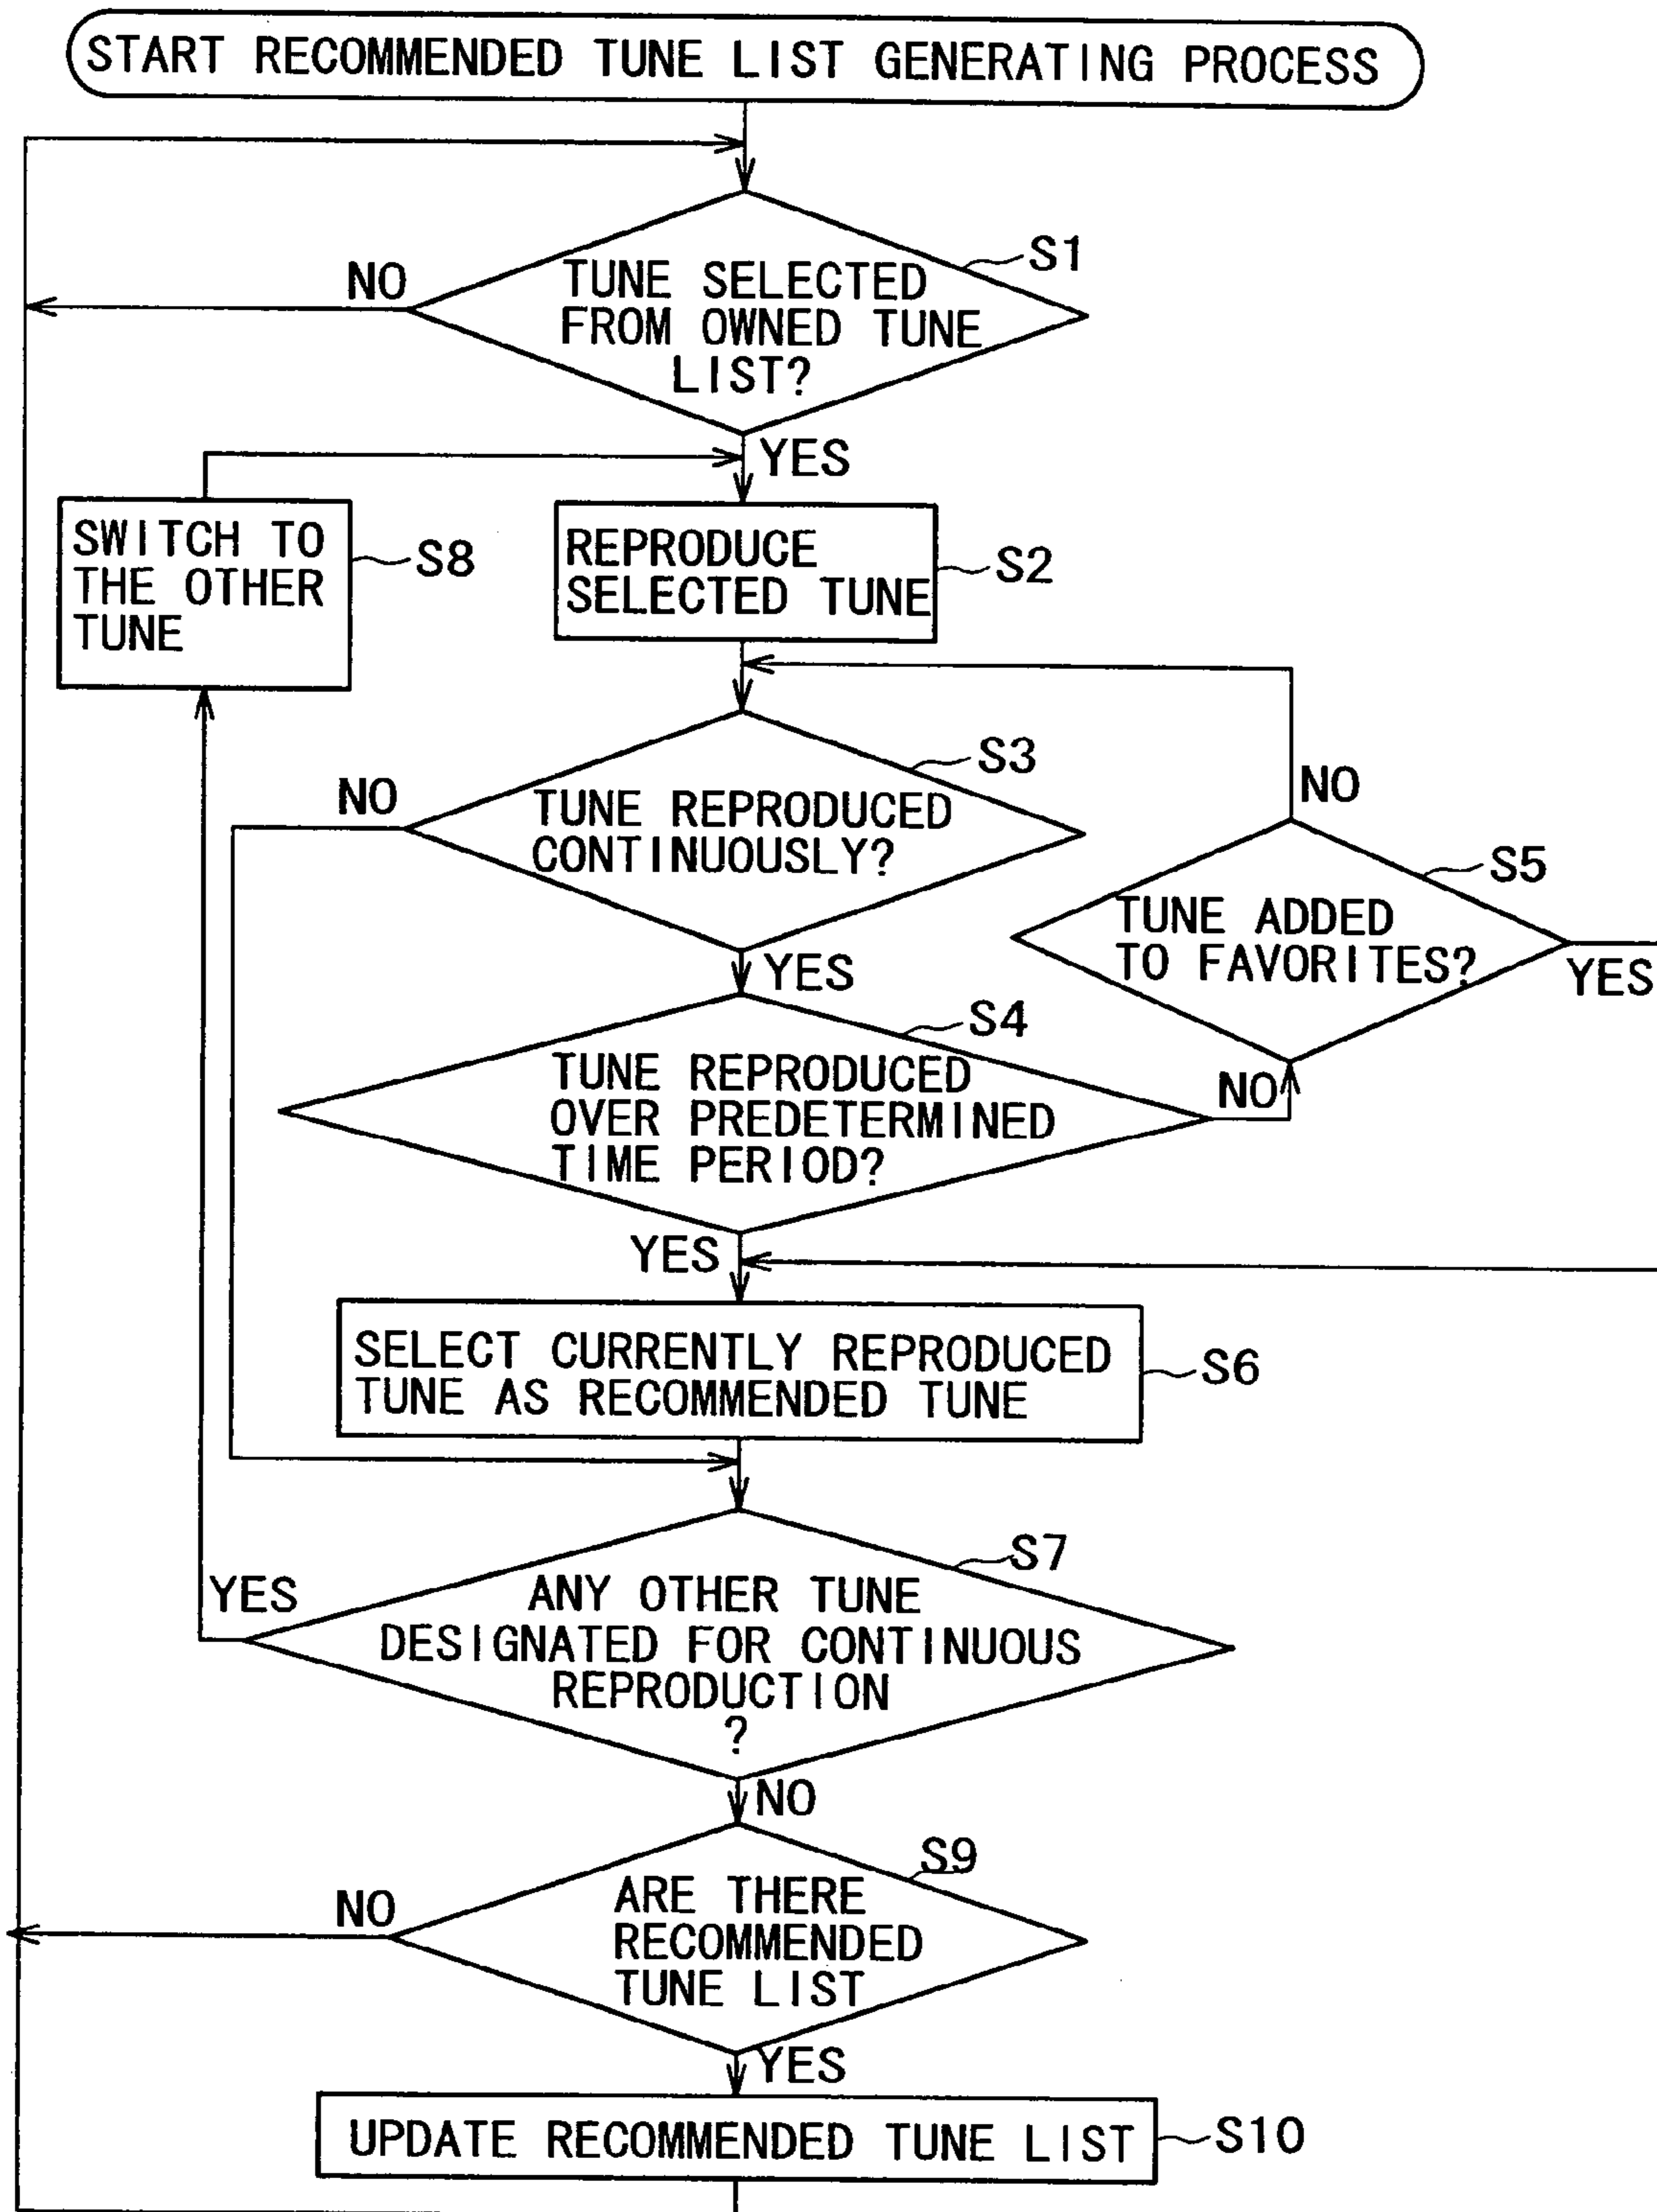 START RECOMMENDED TUNE LIST GENERATING PROCESS
S1
NO
TUNE SELECTED
FROM OWNED TUNE
LIST?
YES
SWITCH TO
THE OTHER
TUNE
S8
REPRODUCE
SELECTED TUNE
S2
S3
NO
TUNE REPRODUCED
CONTINUOUSLY?
NO
S5
TUNE ADDED
TO FAVORITES?
YES
YES
S4
TUNE REPRODUCED
OVER PREDETERMINED
TIME PERIOD?
NO
YES
SELECT CURRENTLY REPRODUCED
TUNE AS RECOMMENDED TUNE
S6
S7
YES
ANY OTHER TUNE
DESIGNATED FOR CONTINUOUS
REPRODUCTION
?
NO
S9
NO
ARE THERE
RECOMMENDED
TUNE LIST
YES
UPDATE RECOMMENDED TUNE LIST
S10